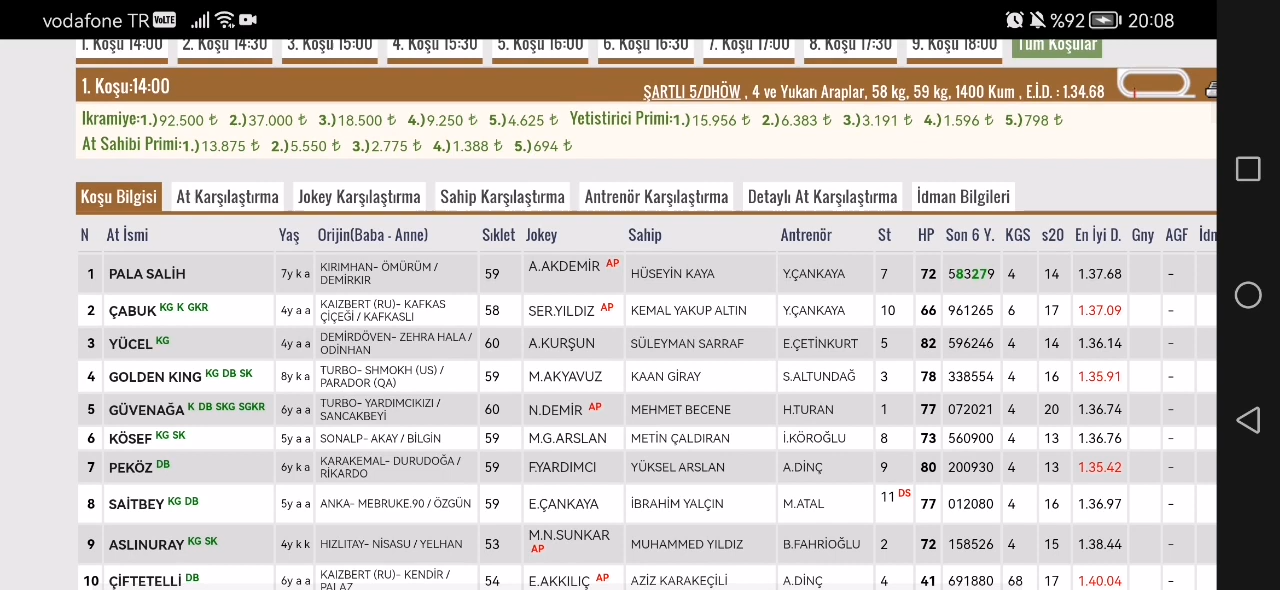 vodafone TR VoLTE %92 20:08
1. Koşu 14:00 2. Koşu 14:30 3. Koşu 15:00 4. Koşu 15:30 5. Koşu 16:00 6. Koşu 16:30 7. Koşu 17:00 8. Koşu 17:30 9. Koşu 18:00 Tüm Koşular
1. Koşu:14:00
ŞARTLI 5/DHÖW , 4 ve Yukarı Araplar, 58 kg, 59 kg, 1400 Kum , E.İ.D. : 1.34.68
Ikramiye:1.)92.500 ₺ 2.)37.000 ₺ 3.)18.500 ₺ 4.)9.250 ₺ 5.)4.625 ₺ Yetistirici Primi:1.)15.956 ₺ 2.)6.383 ₺ 3.)3.191 ₺ 4.)1.596 ₺ 5.)798 ₺
At Sahibi Primi:1.)13.875 ₺ 2.)5.550 ₺ 3.)2.775 ₺ 4.)1.388 ₺ 5.)694 ₺
Koşu Bilgisi At Karşılaştırma Jokey Karşılaştırma Sahip Karşılaştırma Antrenör Karşılaştırma Detaylı At Karşılaştırma İdman Bilgileri
N At İsmi Yaş Orijin(Baba - Anne) Sıklet Jokey Sahip Antrenör St HP Son 6 Y. KGS s20 En İyi D. Gny AGF İdn
1 PALA SALİH 7y k a KIRIMHAN- ÖMÜRÜM / DEMİRKIR 59 A.AKDEMİR AP HÜSEYİN KAYA Y.ÇANKAYA 7 72 583279 4 14 1.37.68 -
2 ÇABUK KG K GKR 4y a a KAIZBERT (RU)- KAFKAS ÇİÇEĞİ / KAFKASLI 58 SER.YILDIZ AP KEMAL YAKUP ALTIN Y.ÇANKAYA 10 66 961265 6 17 1.37.09 -
3 YÜCEL KG 4y a a DEMİRDÖVEN- ZEHRA HALA / ODİNHAN 60 A.KURŞUN SÜLEYMAN SARRAF E.ÇETİNKURT 5 82 596246 4 14 1.36.14 -
4 GOLDEN KING KG DB SK 8y k a TURBO- SHMOKH (US) / PARADOR (QA) 59 M.AKYAVUZ KAAN GİRAY S.ALTUNDAĞ 3 78 338554 4 16 1.35.91 -
5 GÜVENAĞA K DB SKG SGKR 6y a a TURBO- YARDIMCIKIZI / SANCAKBEYİ 60 N.DEMİR AP MEHMET BECENE H.TURAN 1 77 072021 4 20 1.36.74 -
6 KÖSEF KG SK 5y a a SONALP- AKAY / BİLGİN 59 M.G.ARSLAN METİN ÇALDIRAN İ.KÖROĞLU 8 73 560900 4 13 1.36.76 -
7 PEKÖZ DB 6y k a KARAKEMAL- DURUDOĞA / RİKARDO 59 F.YARDIMCI YÜKSEL ARSLAN A.DİNÇ 9 80 200930 4 13 1.35.42 -
8 SAİTBEY KG DB 5y a a ANKA- MEBRUKE.90 / ÖZGÜN 59 E.ÇANKAYA İBRAHİM YALÇIN M.ATAL 11 DS 77 012080 4 16 1.36.97 -
9 ASLINURAY KG SK 4y k k HIZLITAY- NİSASU / YELHAN 53 M.N.SUNKAR AP MUHAMMED YILDIZ B.FAHRİOĞLU 2 72 158526 4 15 1.38.44 -
10 ÇİFTETELLİ DB 6y a a KAIZBERT (RU)- KENDİR / PALAZ 54 E.AKKILIÇ AP AZİZ KARAKEÇİLİ A.DİNÇ 4 41 691880 68 17 1.40.04 -